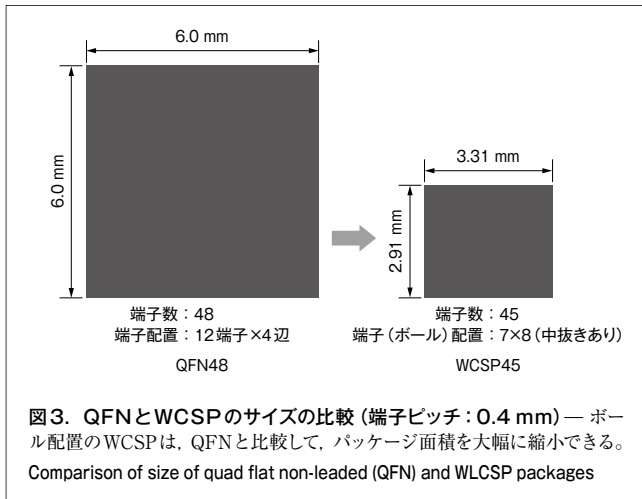 6.0 mm
6.0 mm
3.31 mm
2.91 mm
端子数：48
端子配置：12端子×4辺
QFN48
端子数：45
端子（ボール）配置：7×8（中抜きあり）
WCSP45
図3．QFNとWCSPのサイズの比較（端子ピッチ：0.4 mm）— ボー
ル配置のWCSPは，QFNと比較して，パッケージ面積を大幅に縮小できる。
Comparison of size of quad flat non-leaded (QFN) and WLCSP packages